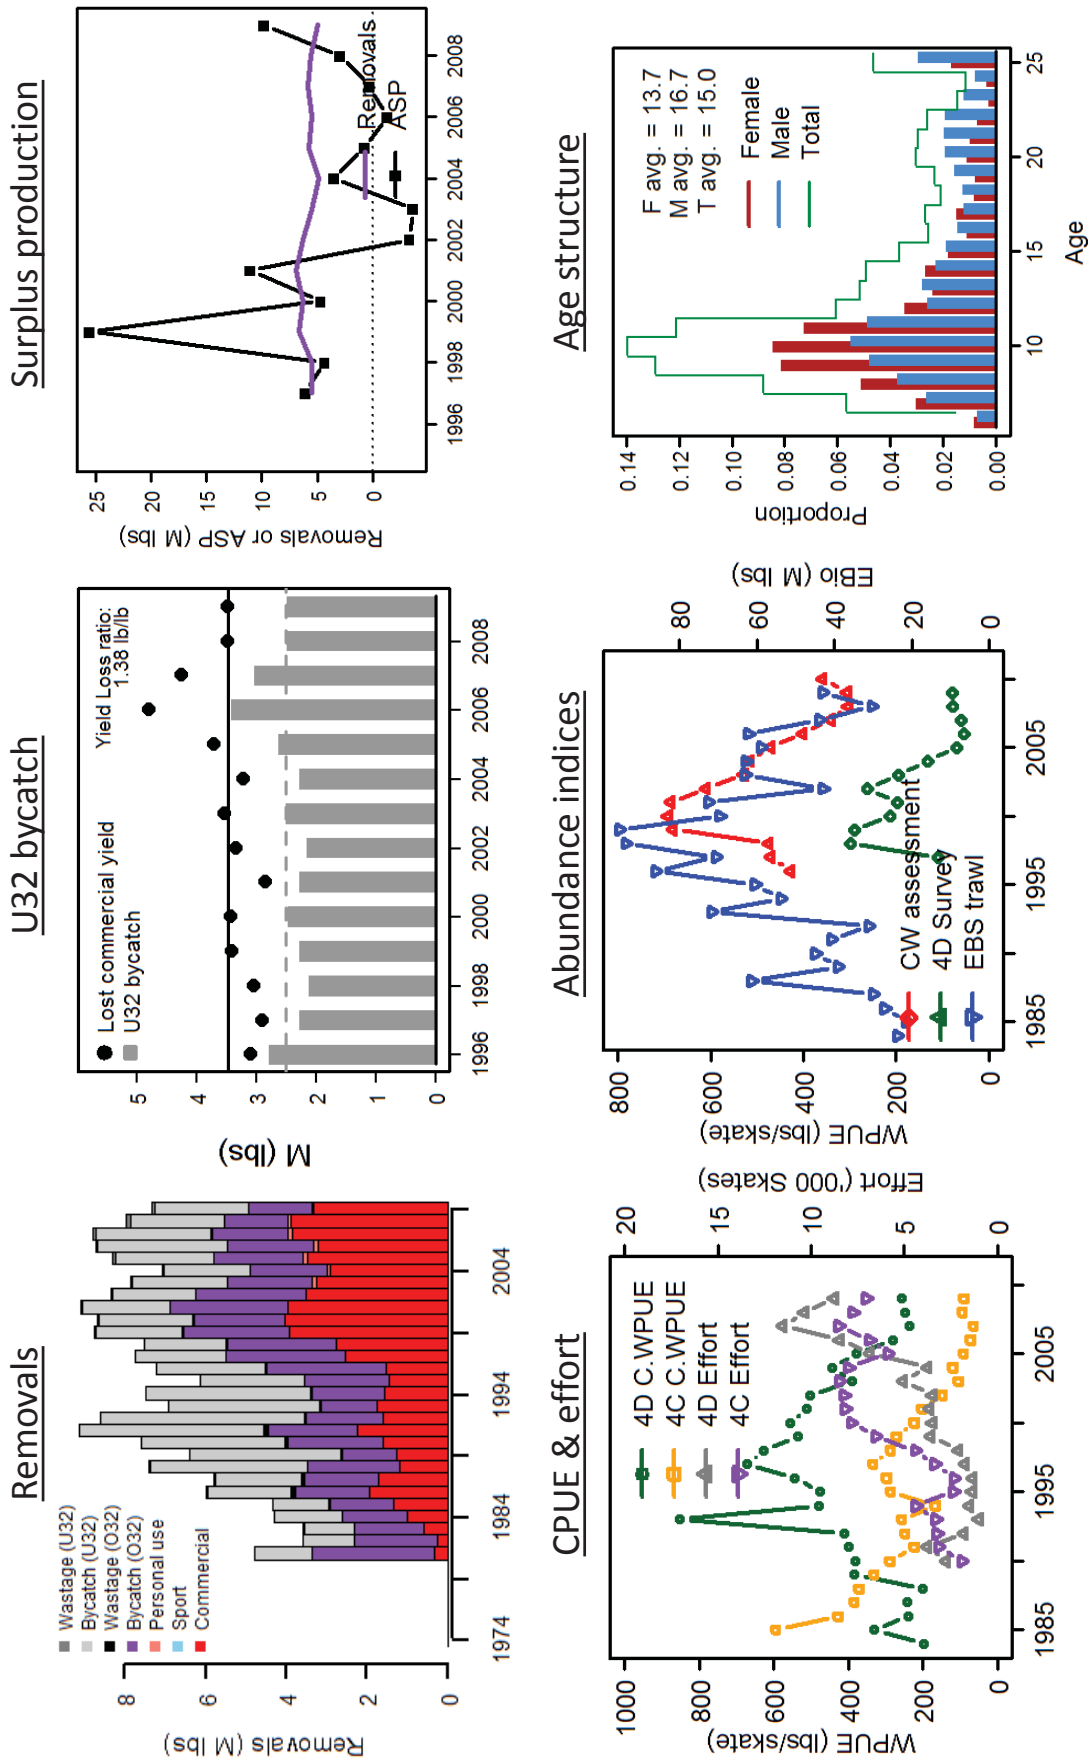 Removals
Wastage (U32)
Bycatch (U32)
Wastage (O32)
Bycatch (O32)
Personal use
Sport
Commercial
Removals (M lbs)
8
6
4
2
0
1974
1984
1994
2004
U32 bycatch
Lost commercial yield
U32 bycatch
Yield Loss ratio:
1.38 lb/lb
M (lbs)
5
4
3
2
1
0
1996
1998
2000
2002
2004
2006
2008
Surplus production
Removals or ASP (M lbs)
25
20
15
10
5
0
Removals
ASP
1996
1998
2000
2002
2004
2006
2008
CPUE & effort
4D C.WPUE
4C C.WPUE
4D Effort
4C Effort
WPUE (lbs/skate)
1000
800
600
400
200
0
1985
1995
2005
Effort ('000 Skates)
20
15
10
5
0
Abundance indices
WPUE (lbs/skate)
800
600
400
200
0
CW assessment
4D Survey
EBS trawl
1985
1995
2005
EBio (M lbs)
80
60
40
20
0
Age structure
Proportion
0.14
0.12
0.10
0.08
0.06
0.04
0.02
0.00
F avg. = 13.7
M avg. = 16.7
T avg. = 15.0
Female
Male
Total
10
15
20
25
Age